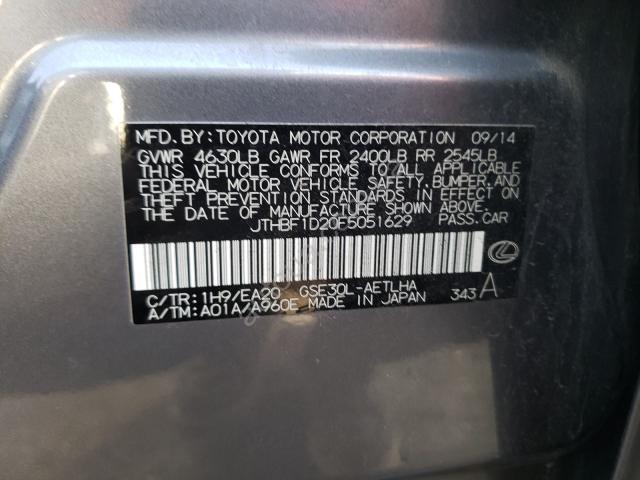 MFD.BY:TOYOTA MOTOR CORPORATION 09/14
GVWR 4630LB GAWR FR 2400LB RR 2545LB
THIS VEHICLE CONFORMS TO ALL APPLICABLE
FEDERAL MOTOR VEHICLE SAFETY,BUMPER,AND
THEFT PREVENTION STANDARDS IN EFFECT ON
THE DATE OF MANUFACTURE SHOWN ABOVE.
JTHBF1D20F5051629 PASS.CAR
C/TR:1H9/EA20 GSE30L-AETLHA
A/TM:A01A/A960E MADE IN JAPAN 343 A